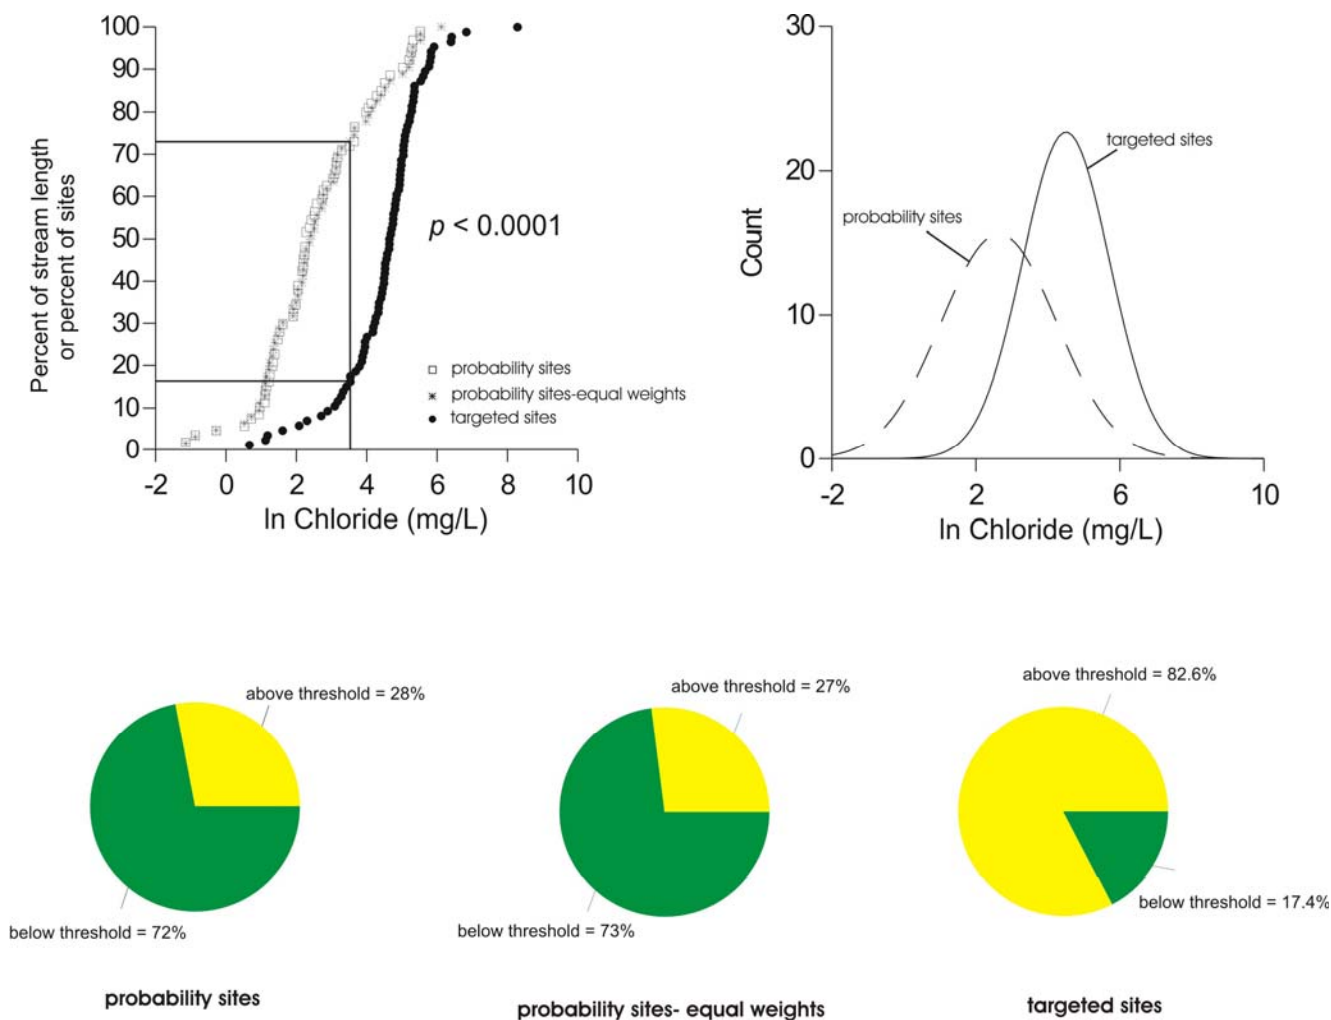 100
90
80
70
60
50
40
30
20
10
0
Percent of stream length
or percent of sites
p < 0.0001
probability sites
probability sites-equal weights
targeted sites
-2 0 2 4 6 8 10
ln Chloride (mg/L)
30
20
10
0
Count
targeted sites
probability sites
-2 2 6 10
ln Chloride (mg/L)
above threshold = 28%
below threshold = 72%
probability sites
above threshold = 27%
below threshold = 73%
probability sites- equal weights
above threshold = 82.6%
below threshold = 17.4%
targeted sites